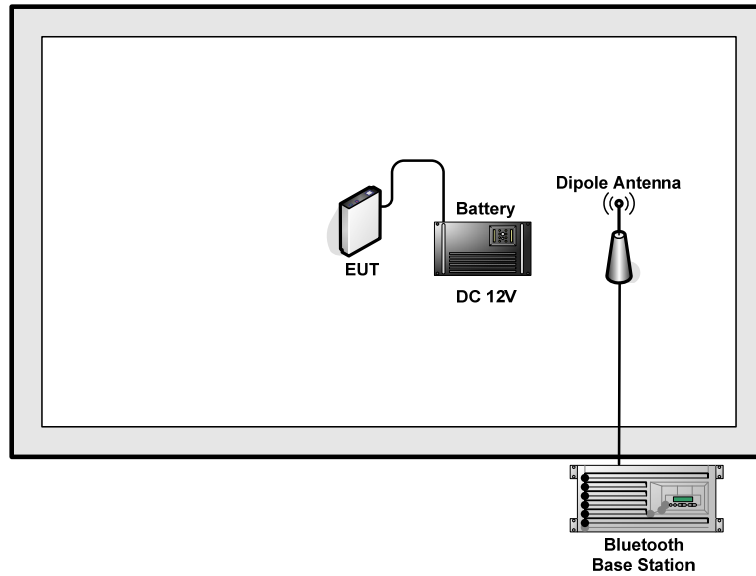 Dipole Antenna
Battery
EUT
DC 12V
Bluetooth
Base Station